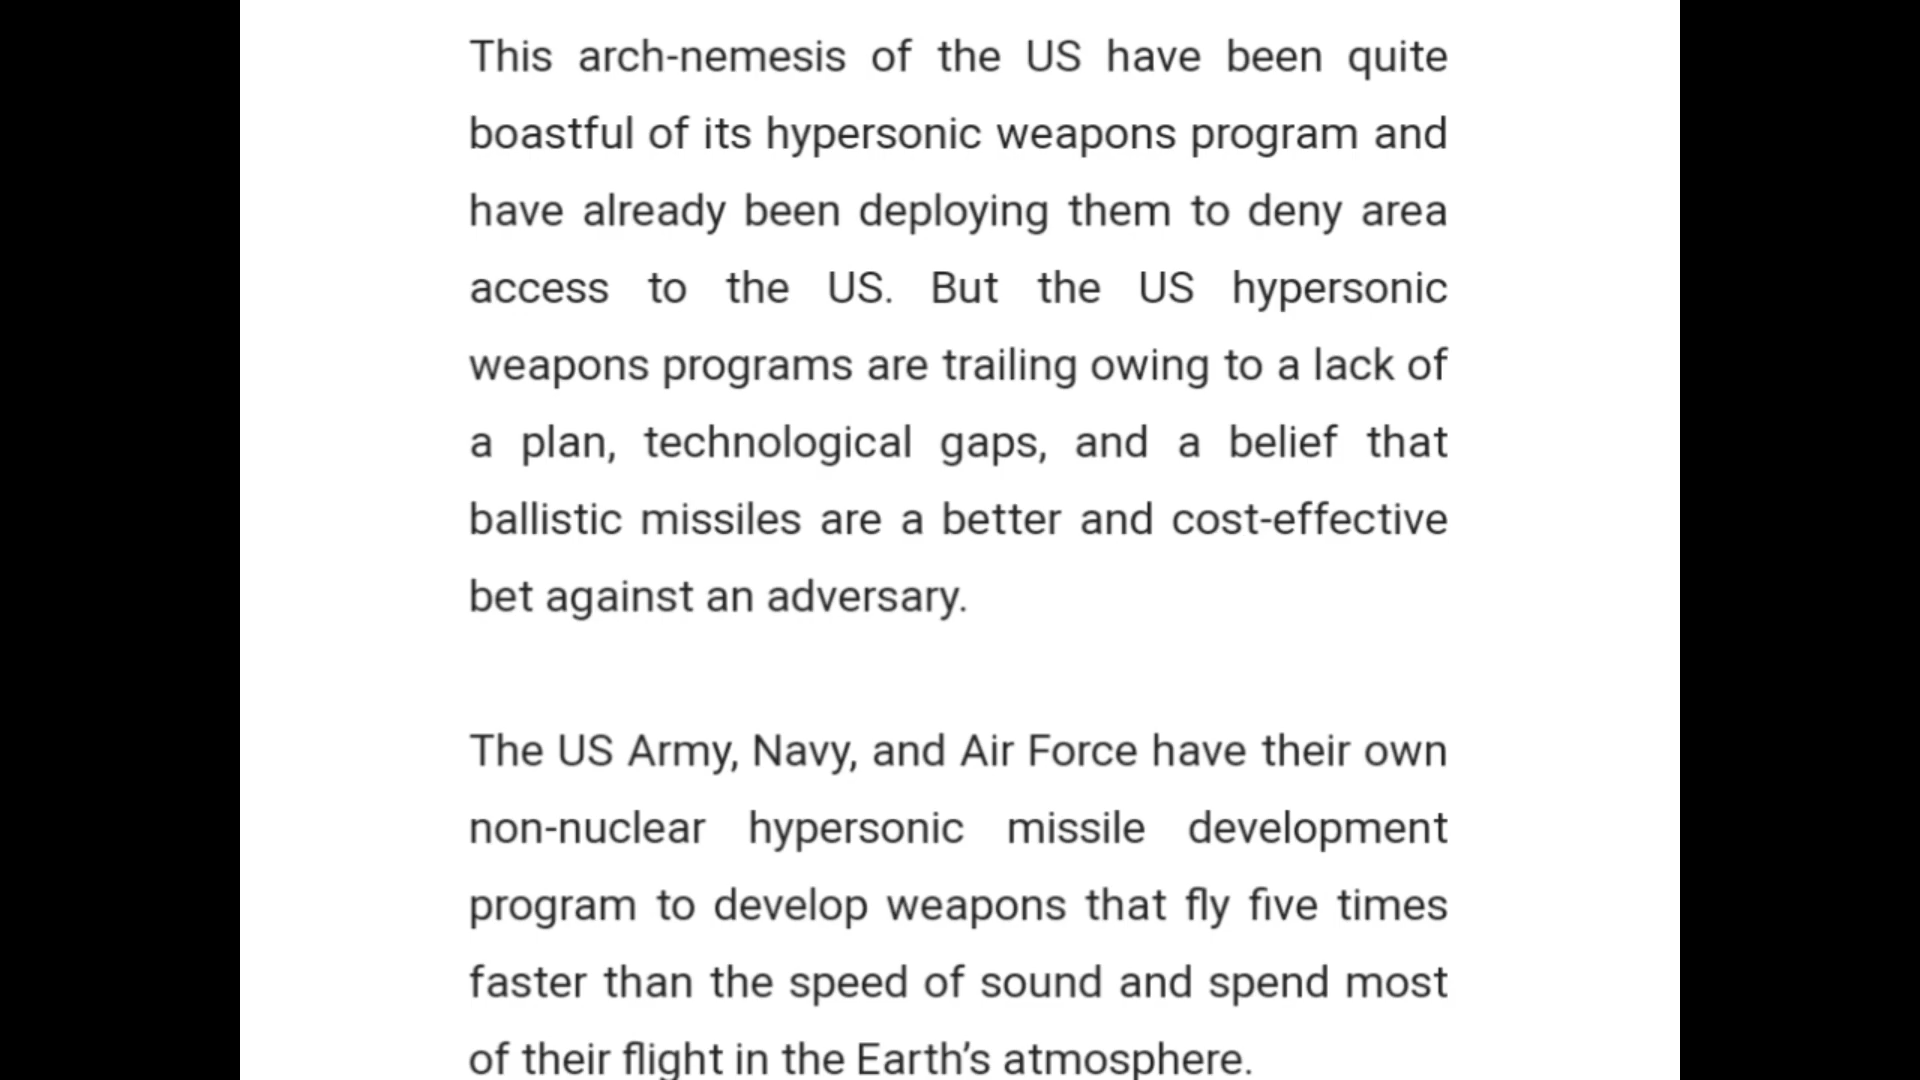 This arch-nemesis of the US have been quite
boastful of its hypersonic weapons program and
have already been deploying them to deny area
access to the US. But the US hypersonic
weapons programs are trailing owing to a lack of
a plan, technological gaps, and a belief that
ballistic missiles are a better and cost-effective
bet against an adversary.
The US Army, Navy, and Air Force have their own
non-nuclear hypersonic missile development
program to develop weapons that fly five times
faster than the speed of sound and spend most
of their flight in the Earth’s atmosphere.